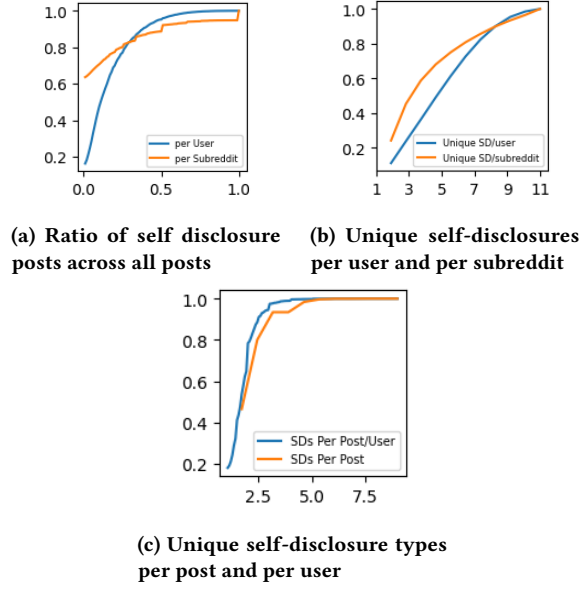 1.0
0.8
0.6
0.4
0.2
per User
per Subreddit
0.0 0.5 1.0
(a) Ratio of self disclosure
posts across all posts
1.0
0.8
0.6
0.4
0.2
Unique SD/user
Unique SD/subreddit
1 3 5 7 9 11
(b) Unique self-disclosures
per user and per subreddit
1.0
0.8
0.6
0.4
0.2
SDs Per Post/User
SDs Per Post
2.5 5.0 7.5
(c) Unique self-disclosure types
per post and per user